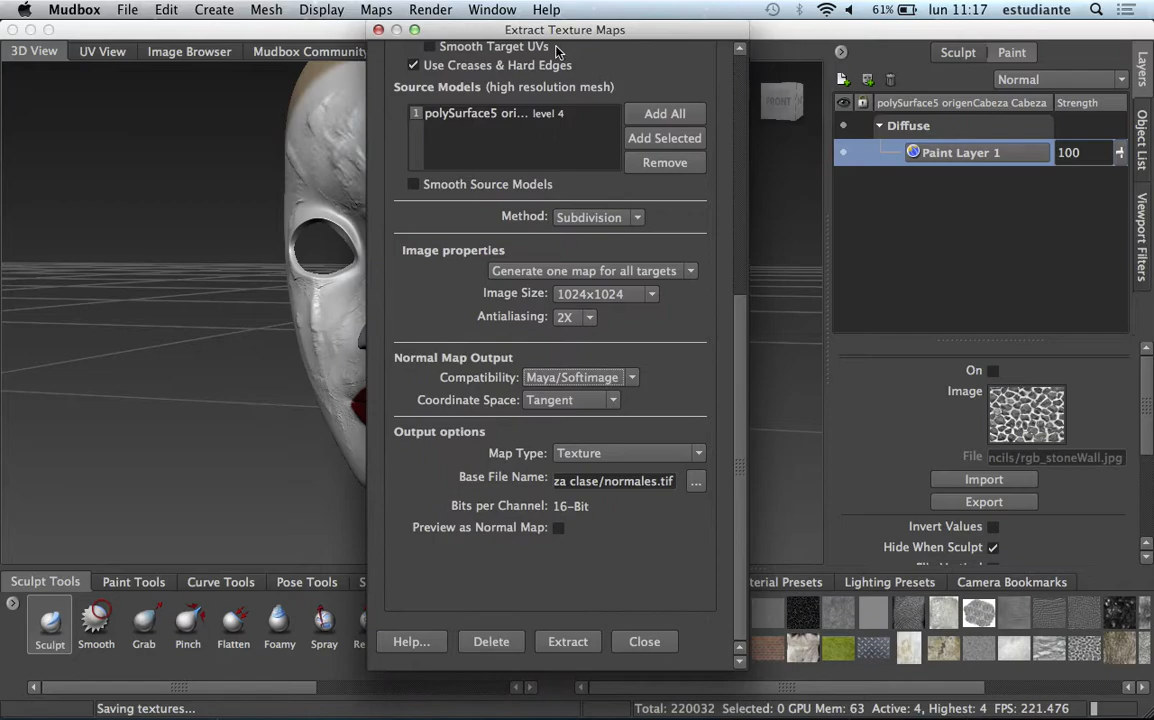 Mudbox File Edit Create Mesh Display Maps Render Window Help 61% lun 11:17 estudiante
Extract Texture Maps
3D View UV View Image Browser Mudbox Community
Smooth Target UVs
Use Creases & Hard Edges
Source Models (high resolution mesh)
1 polySurface5 ori... level 4
Add All
Add Selected
Remove
Smooth Source Models
Method: Subdivision
Image properties
Generate one map for all targets
Image Size: 1024x1024
Antialiasing: 2X
Normal Map Output
Compatibility: Maya/Softimage
Coordinate Space: Tangent
Output options
Map Type: Texture
Base File Name: za clase/normales.tif ...
Bits per Channel: 16-Bit
Preview as Normal Map:
Help... Delete Extract Close
FRONT
Sculpt Paint
Normal
polySurface5 origenCabeza Cabeza Strength
Diffuse
Paint Layer 1 100
Layers
Object List
Viewport Filters
On
Image
File ncils/rgb_stoneWall.jpg
Import
Export
Invert Values
Hide When Sculpt
Sculpt Tools Paint Tools Curve Tools Pose Tools S
Sculpt Smooth Grab Pinch Flatten Foamy Spray Re
terial Presets Lighting Presets Camera Bookmarks
Saving textures... Total: 220032 Selected: 0 GPU Mem: 63 Active: 4, Highest: 4 FPS: 221.476